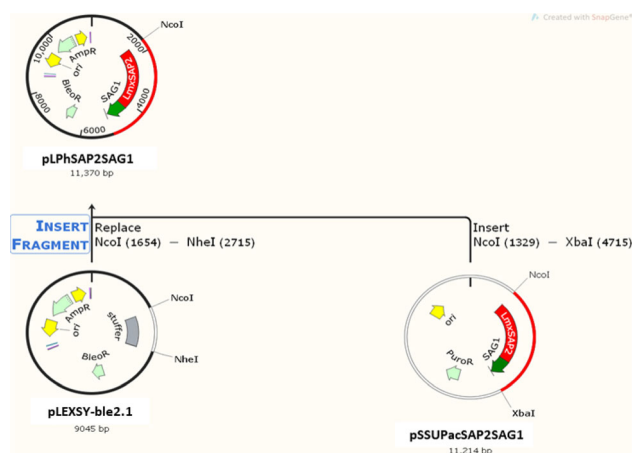 Created with SnapGene®
NcoI
10,000
2000
AmpR
ori
BleoR
SAG1
LmxSAP2
8000
4000
6000
pLPhSAP2SAG1
11,370 bp
INSERT
FRAGMENT
Replace
NcoI (1654) – NheI (2715)
Insert
NcoI (1329) – XbaI (4715)
NcoI
AmpR
ori
stuffer
BleoR
NheI
pLEXSY-ble2.1
9045 bp
NcoI
ori
LmxSAP2
SAG1
PuroR
XbaI
pSSUPacSAP2SAG1
11,214 bp